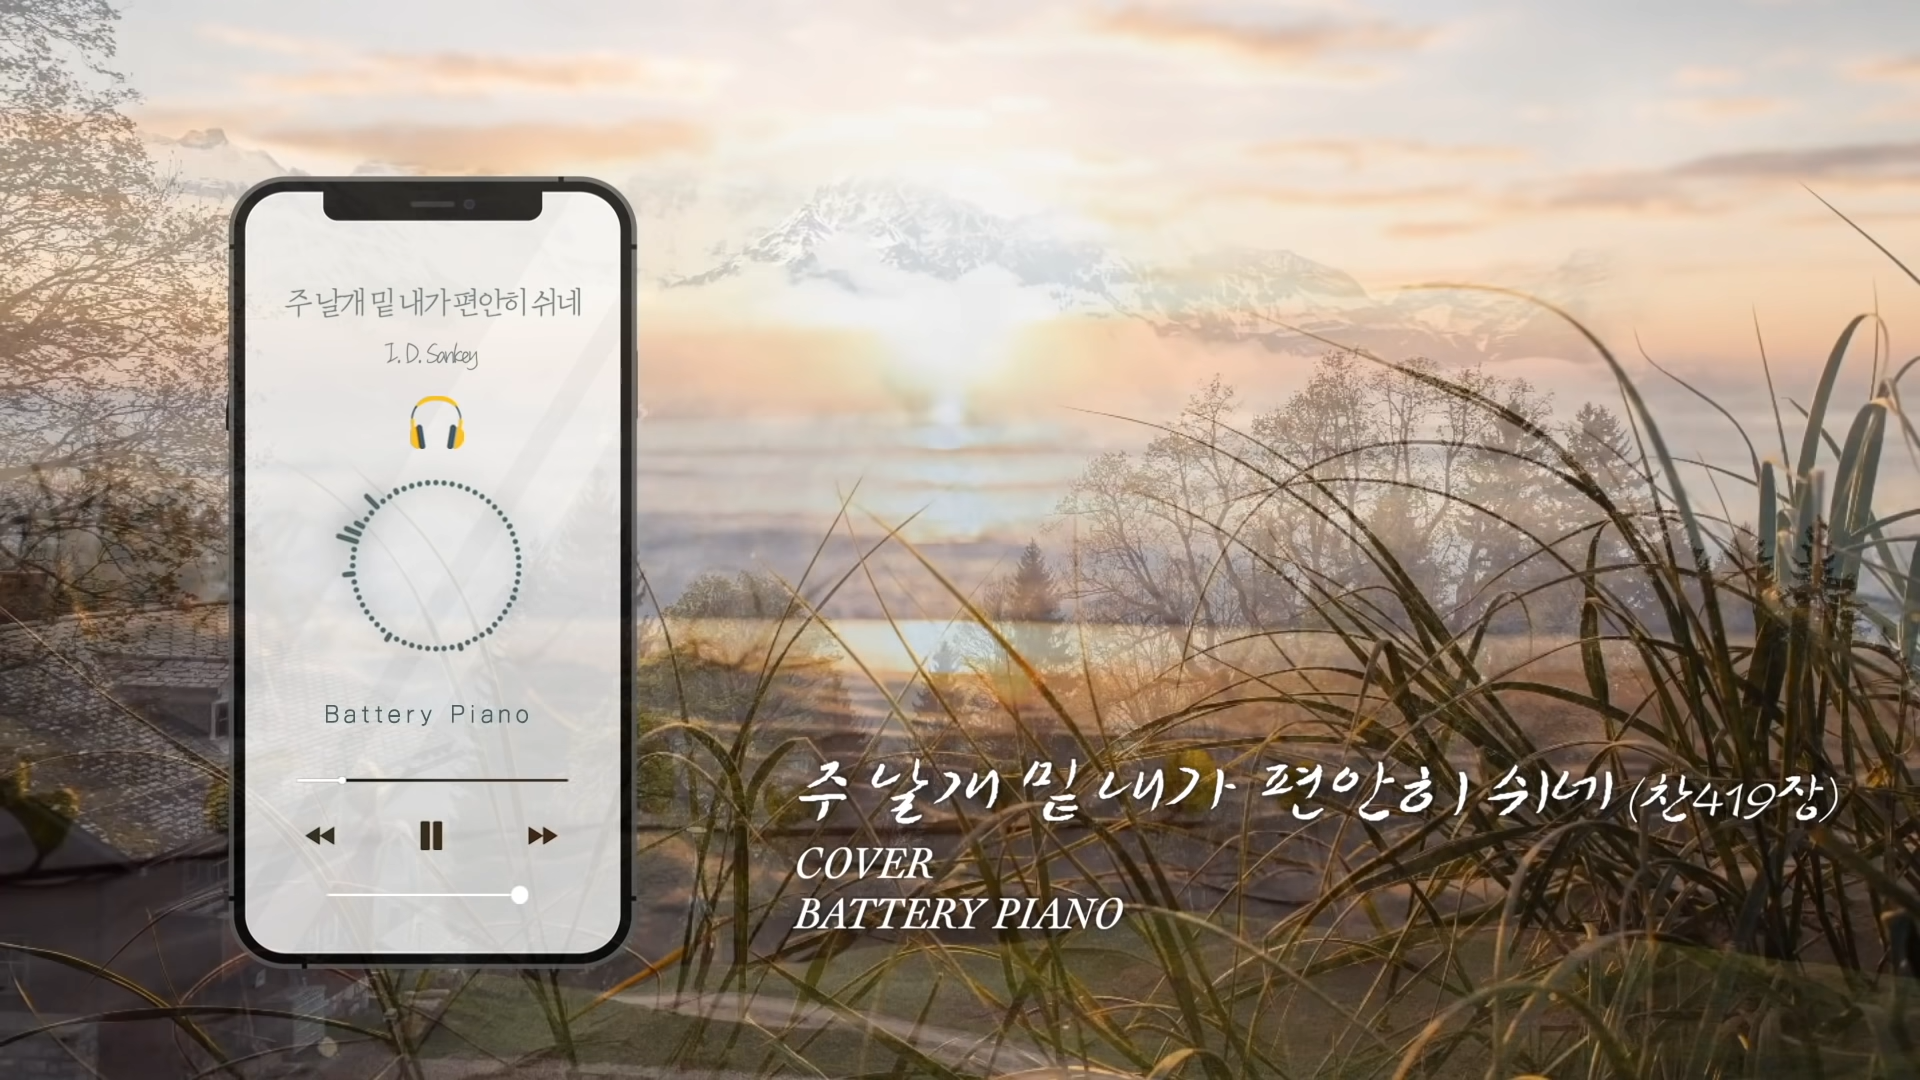 주 날개 밑 내가 편안히 쉬네
I. D. Sankey
Battery Piano
주 날개 밑 내가 편안히 쉬네 (찬419장)
COVER
BATTERY PIANO